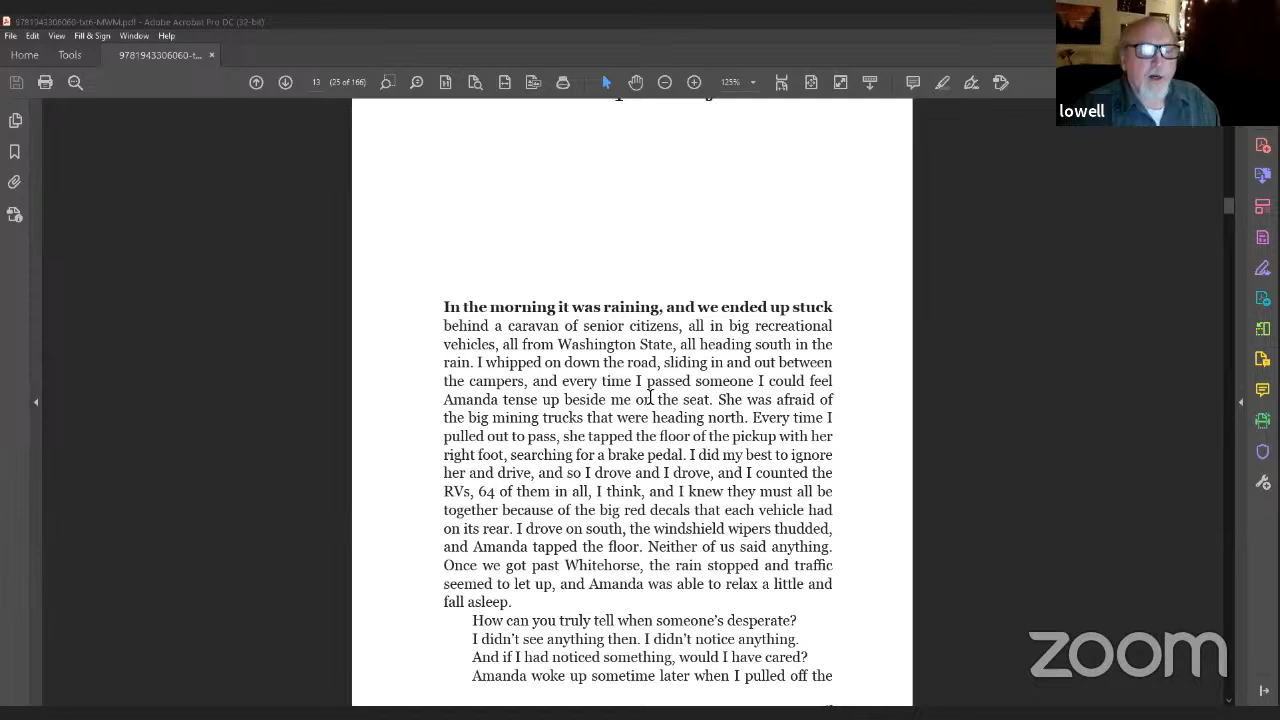 9781943306060-txt6-MWM.pdf - Adobe Acrobat Pro DC (32-bit)
File Edit View Fill & Sign Window Help
Home Tools 9781943306060-t... ×
13 (25 of 166) 125%
lowell
In the morning it was raining, and we ended up stuck
behind a caravan of senior citizens, all in big recreational
vehicles, all from Washington State, all heading south in the
rain. I whipped on down the road, sliding in and out between
the campers, and every time I passed someone I could feel
Amanda tense up beside me on the seat. She was afraid of
the big mining trucks that were heading north. Every time I
pulled out to pass, she tapped the floor of the pickup with her
right foot, searching for a brake pedal. I did my best to ignore
her and drive, and so I drove and I drove, and I counted the
RVs, 64 of them in all, I think, and I knew they must all be
together because of the big red decals that each vehicle had
on its rear. I drove on south, the windshield wipers thudded,
and Amanda tapped the floor. Neither of us said anything.
Once we got past Whitehorse, the rain stopped and traffic
seemed to let up, and Amanda was able to relax a little and
fall asleep.
How can you truly tell when someone's desperate?
I didn't see anything then. I didn't notice anything.
And if I had noticed something, would I have cared?
Amanda woke up sometime later when I pulled off the
zoom